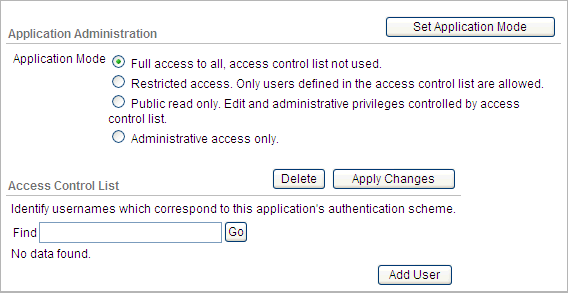 Application Administration
Set Application Mode
Application Mode
Full access to all, access control list not used.
Restricted access. Only users defined in the access control list are allowed.
Public read only. Edit and administrative privileges controlled by access
control list.
Administrative access only.
Access Control List
Delete
Apply Changes
Identify usernames which correspond to this application's authentication scheme.
Find
Go
No data found.
Add User